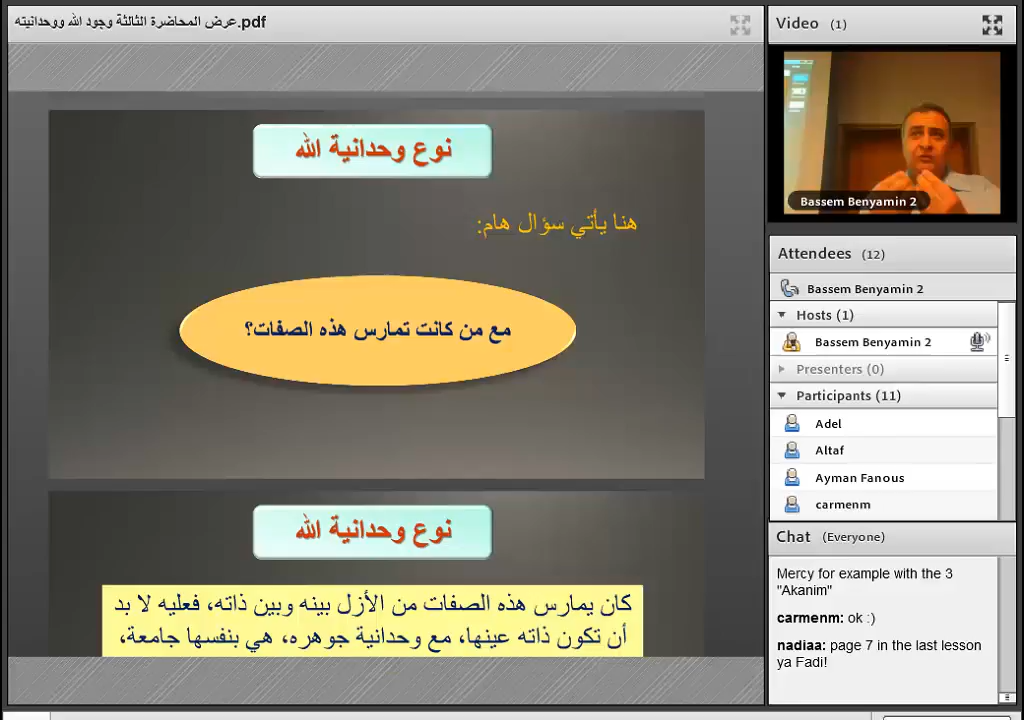 عرض المحاضرة الثالثة وجود الله ووحدانيته.pdf
نوع وحدانية الله
هنا يأتي سؤال هام:
مع من كانت تمارس هذه الصفات؟
نوع وحدانية الله
كان يمارس هذه الصفات من الأزل بينه وبين ذاته، فعليه لا بد
أن تكون ذاته عينها، مع وحدانية جوهره، هي بنفسها جامعة،
Video (1)
Bassem Benyamin 2
Attendees (12)
Bassem Benyamin 2
Hosts (1)
Bassem Benyamin 2
Presenters (0)
Participants (11)
Adel
Altaf
Ayman Fanous
carmenm
Chat (Everyone)
Mercy for example with the 3
"Akanim"
carmenm: ok :)
nadiaa: page 7 in the last lesson
ya Fadi!